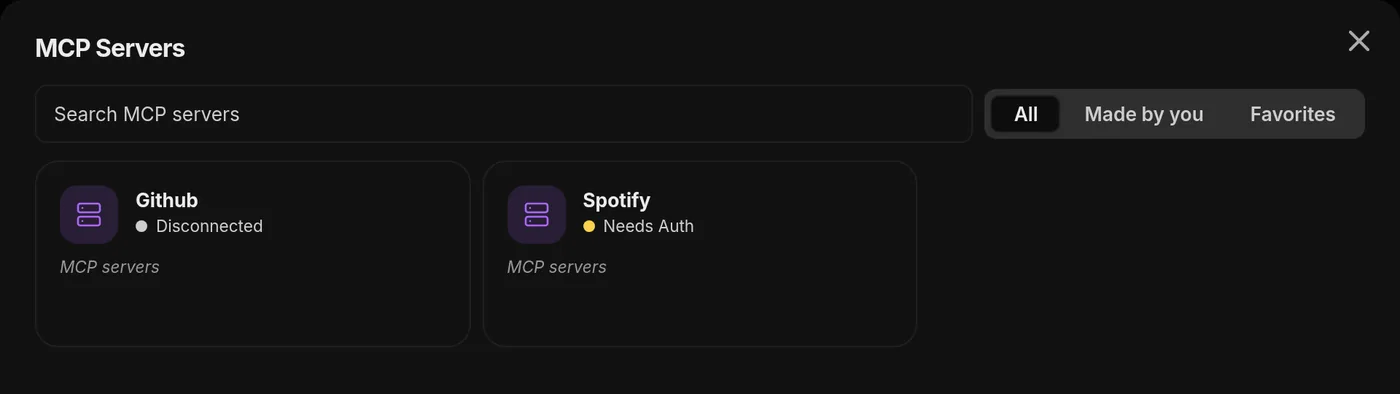 MCP Servers
Search MCP servers
All Made by you Favorites
Github
Disconnected
MCP servers
Spotify
Needs Auth
MCP servers